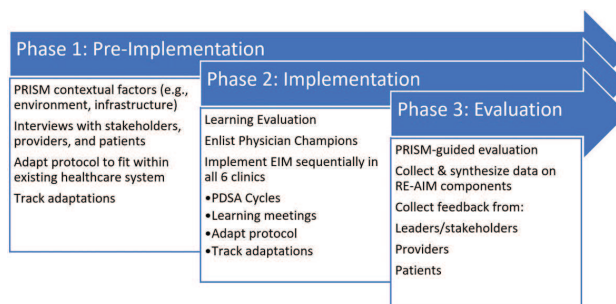 Phase 1: Pre-Implementation
PRISM contextual factors (e.g.,
environment, infrastructure)
Interviews with stakeholders,
providers, and patients
Adapt protocol to fit within
existing healthcare system
Track adaptations
Phase 2: Implementation
Learning Evaluation
Enlist Physician Champions
Implement EIM sequentially in
all 6 clinics
•PDSA Cycles
•Learning meetings
•Adapt protocol
•Track adaptations
Phase 3: Evaluation
PRISM-guided evaluation
Collect & synthesize data on
RE-AIM components
Collect feedback from:
Leaders/stakeholders
Providers
Patients